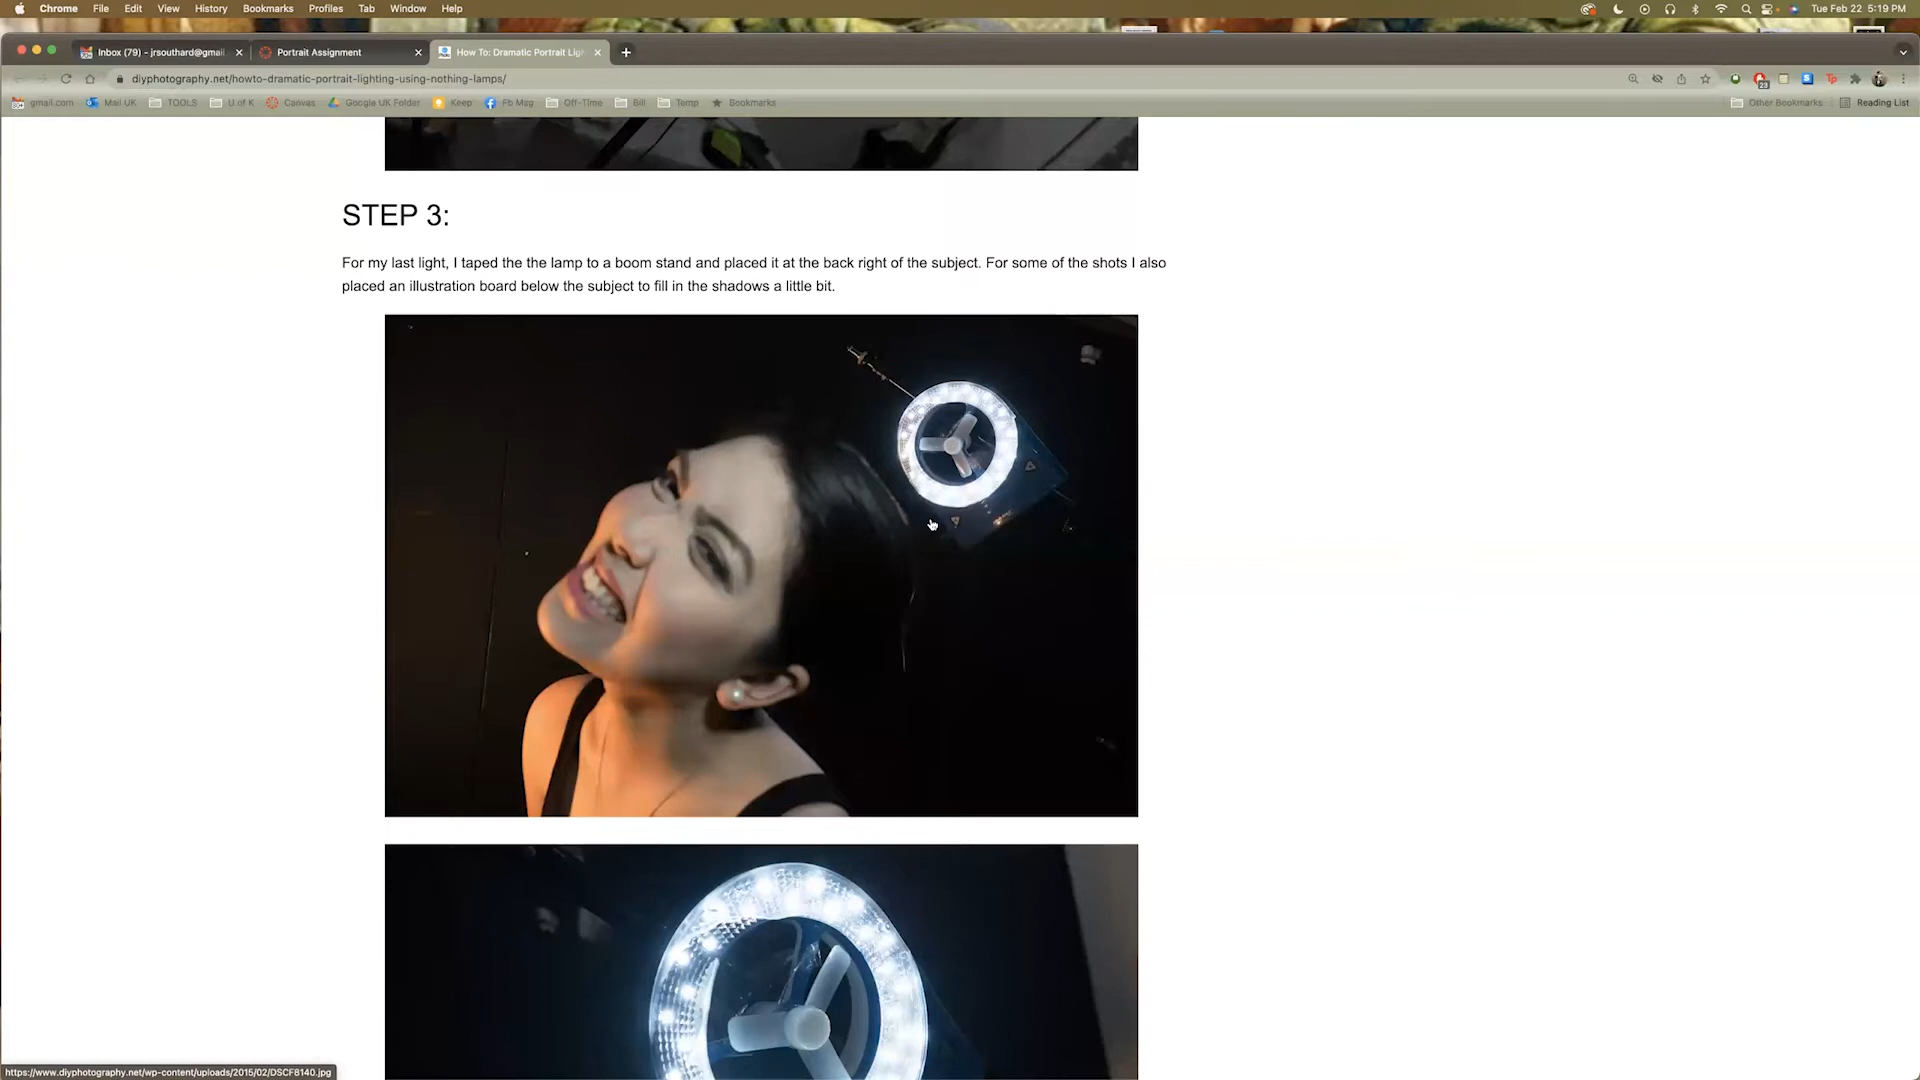 Chrome File Edit View History Bookmarks Profiles Tab Window Help Tue Feb 22 5:19 PM
Inbox (79) - jrsouthard@gmai Portrait Assignment How To: Dramatic Portrait Lig
diyphotography.net/howto-dramatic-portrait-lighting-using-nothing-lamps/
gmail.com Mail UK TOOLS U of K Canvas Google UK Folder Keep Fb Msg Off-Time Bill Temp Bookmarks Other Bookmarks Reading List
STEP 3:
For my last light, I taped the the lamp to a boom stand and placed it at the back right of the subject. For some of the shots I also
placed an illustration board below the subject to fill in the shadows a little bit.
https://www.diyphotography.net/wp-content/uploads/2015/02/DSCF8140.jpg